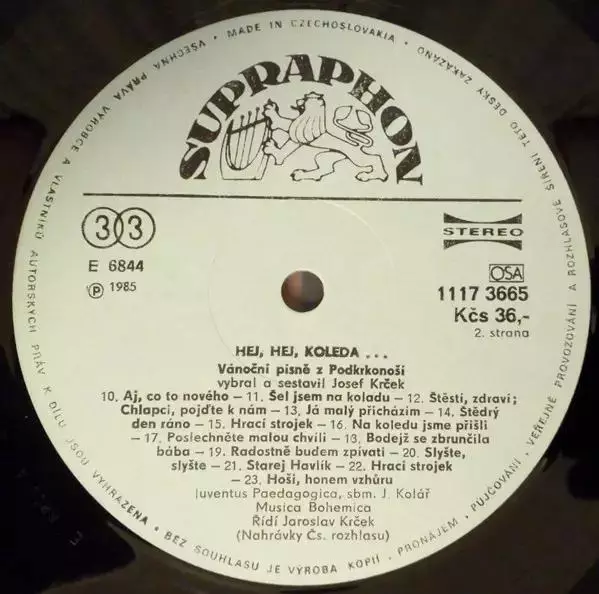 VŠECHNA PRÁVA VÝROBCE A VLASTNÍKŮ AUTORSKÝCH PRÁV K DÍLU JSOU VYHRAZENA • BEZ SOUHLASU JE VÝROBA KOPIÍ, PRONÁJEM, PŮJČOVÁNÍ, VEŘEJNÉ PROVOZOVÁNÍ A ROZHLASOVÉ ŠÍŘENÍ TÉTO DESKY ZAKÁZÁNO • MADE IN CZECHOSLOVAKIA •
SUPRAPHON
33
STEREO
E 6844
OSA
Ⓟ 1985
1117 3665
Kčs 36,-
2. strana
HEJ, HEJ, KOLEDA ...
Vánoční písně z Podkrkonoší
vybral a sestavil Josef Krček
10. Aj, co to nového – 11. Šel jsem na koladu – 12. Štěstí, zdraví;
Chlapci, pojďte k nám – 13. Já malý přicházím – 14. Štědrý
den ráno – 15. Hrací strojek – 16. Na koledu jsme přišli
– 17. Poslechněte malou chvíli – 13. Bodejž se zbrunčila
bába – 19. Radostně budem zpívati – 20. Slyšte,
slyšte – 21. Starej Havlík – 22. Hrací strojek
– 23. Hoši, honem vzhůru
Iuventus Paedagogica, sbm. J. Kolář
Musica Bohemica
Řídí Jaroslav Krček
(Nahrávky Čs. rozhlasu)